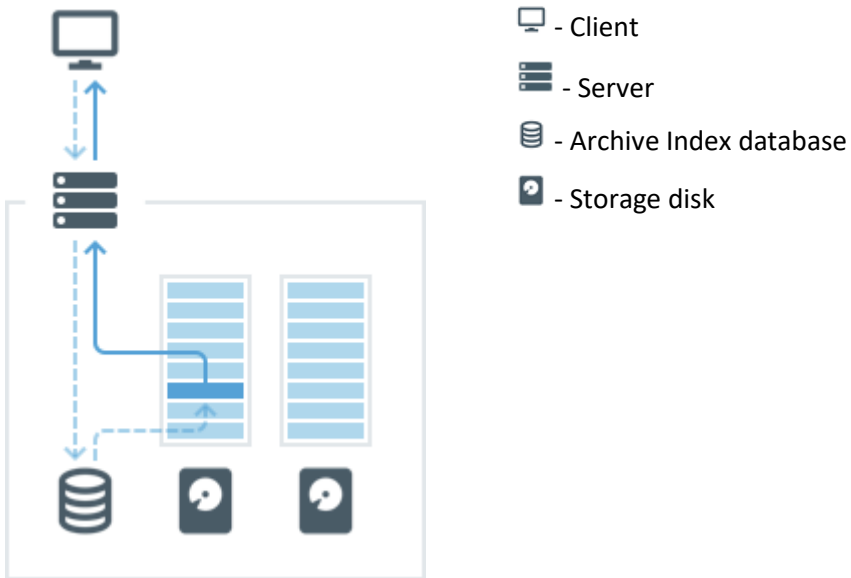 - Client
- Server
- Archive Index database
- Storage disk